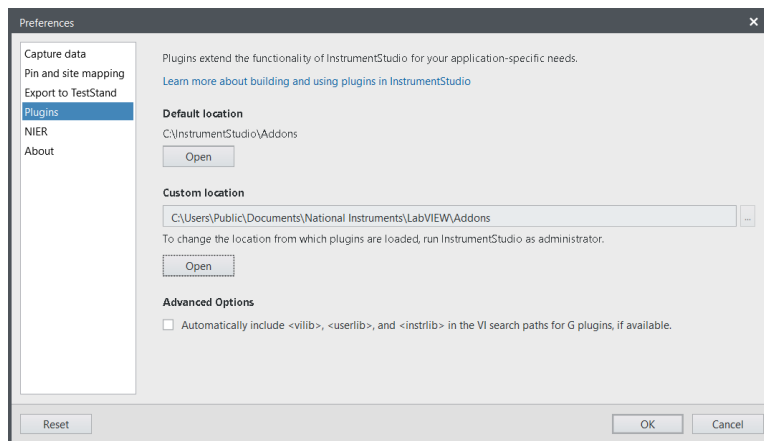 Preferences
Capture data
Pin and site mapping
Export to TestStand
Plugins
NIER
About
Plugins extend the functionality of InstrumentStudio for your application-specific needs.
Learn more about building and using plugins in InstrumentStudio
Default location
C:\InstrumentStudio\Addons
Open
Custom location
C:\Users\Public\Documents\National Instruments\LabVIEW\Addons
...
To change the location from which plugins are loaded, run InstrumentStudio as administrator.
Open
Advanced Options
Automatically include <vilib>, <userlib>, and <instrlib> in the VI search paths for G plugins, if available.
Reset
OK
Cancel